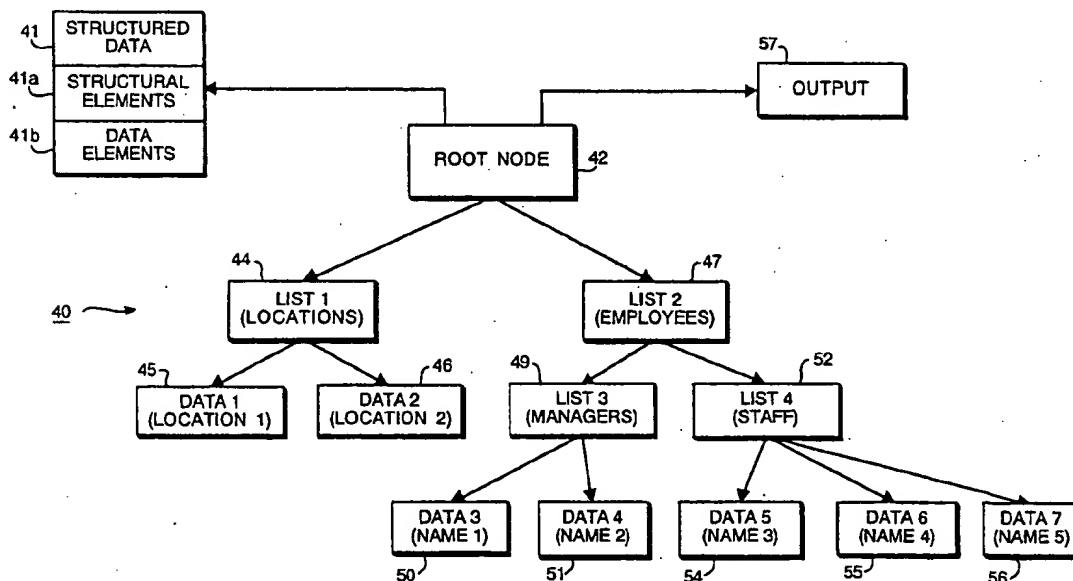 41
STRUCTURED
DATA
41a
STRUCTURAL
ELEMENTS
41b
DATA
ELEMENTS
57
OUTPUT
ROOT NODE
42
44
LIST 1
(LOCATIONS)
47
LIST 2
(EMPLOYEES)
40
45
DATA 1
(LOCATION 1)
46
DATA 2
(LOCATION 2)
49
LIST 3
(MANAGERS)
52
LIST 4
(STAFF)
DATA 3
(NAME 1)
50
DATA 4
(NAME 2)
51
DATA 5
(NAME 3)
54
DATA 6
(NAME 4)
55
DATA 7
(NAME 5)
56